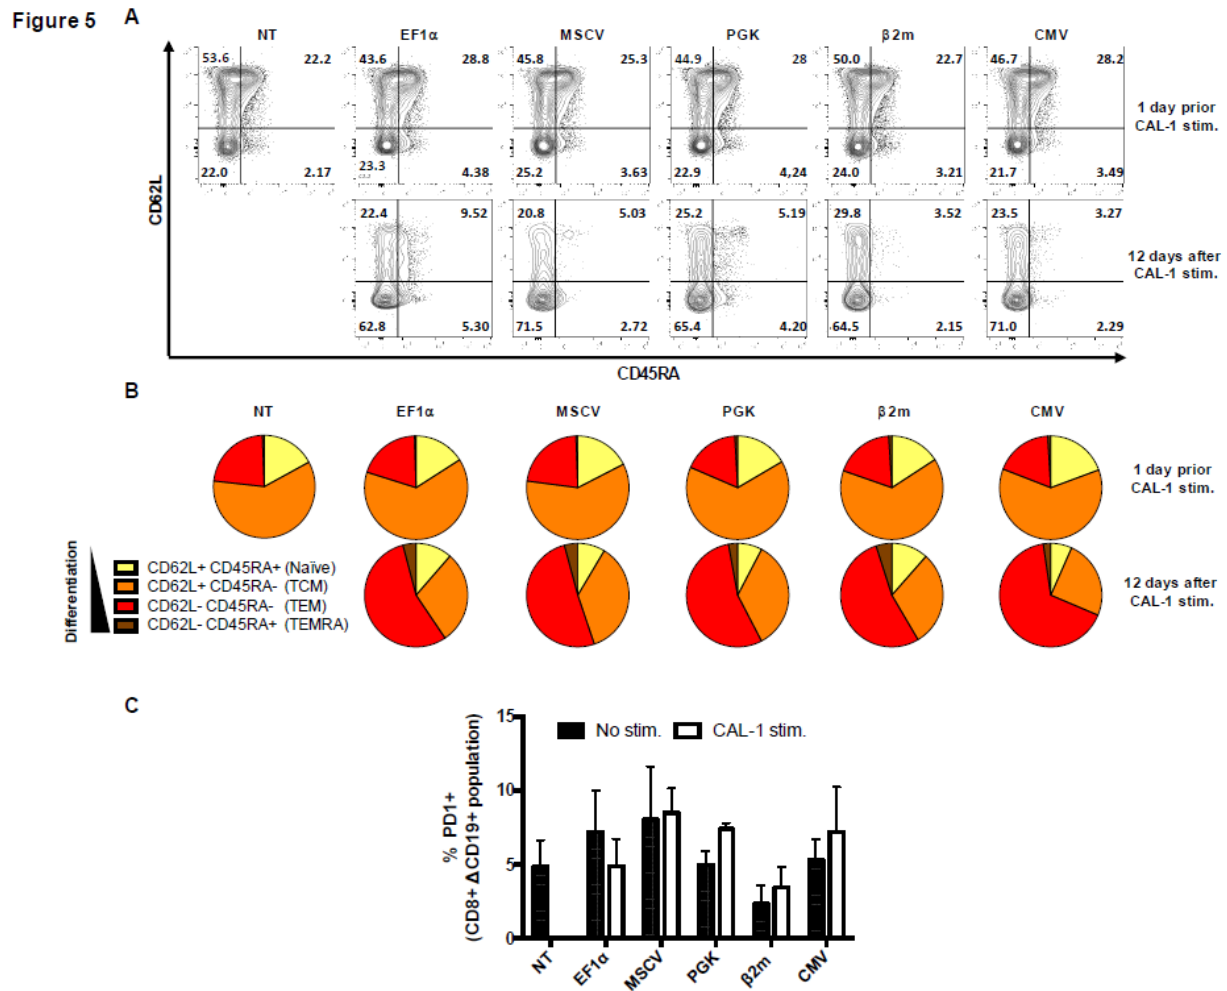 Figure 5
A
NT EF1α MSCV PGK β2m CMV
53.6 22.2 43.6 28.8 45.8 25.3 44.9 28 50.0 22.7 46.7 28.2
1 day prior
CAL-1 stim.
22.0 2.17 23.3 4.38 25.2 3.63 22.9 4.24 24.0 3.21 21.7 3.49
CD62L
22.4 9.52 20.8 5.03 25.2 5.19 29.8 3.52 23.5 3.27
12 days after
CAL-1 stim.
62.8 5.30 71.5 2.72 65.4 4.20 64.5 2.15 71.0 2.29
CD45RA
B
NT EF1α MSCV PGK β2m CMV
1 day prior
CAL-1 stim.
Differentiation
CD62L+ CD45RA+ (Naïve)
CD62L+ CD45RA- (TCM)
CD62L- CD45RA- (TEM)
CD62L- CD45RA+ (TEMRA)
12 days after
CAL-1 stim.
C
% PD1+
(CD8+ ΔCD19+ population)
15
10
5
0
No stim. CAL-1 stim.
NT EF1α MSCV PGK β2m CMV